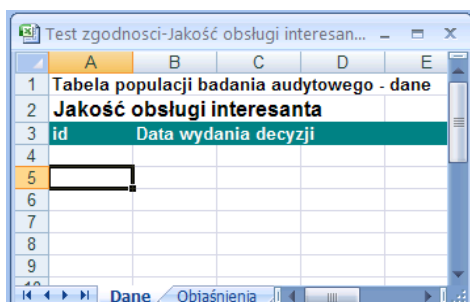 Test zgodnosci-Jakość obsługi interesan...
A B C D E
1 Tabela populacji badania audytowego - dane
2 Jakość obsługi interesanta
3 id Data wydania decyzji
4
5
6
7
8
9
10
Dane Objaśnienia